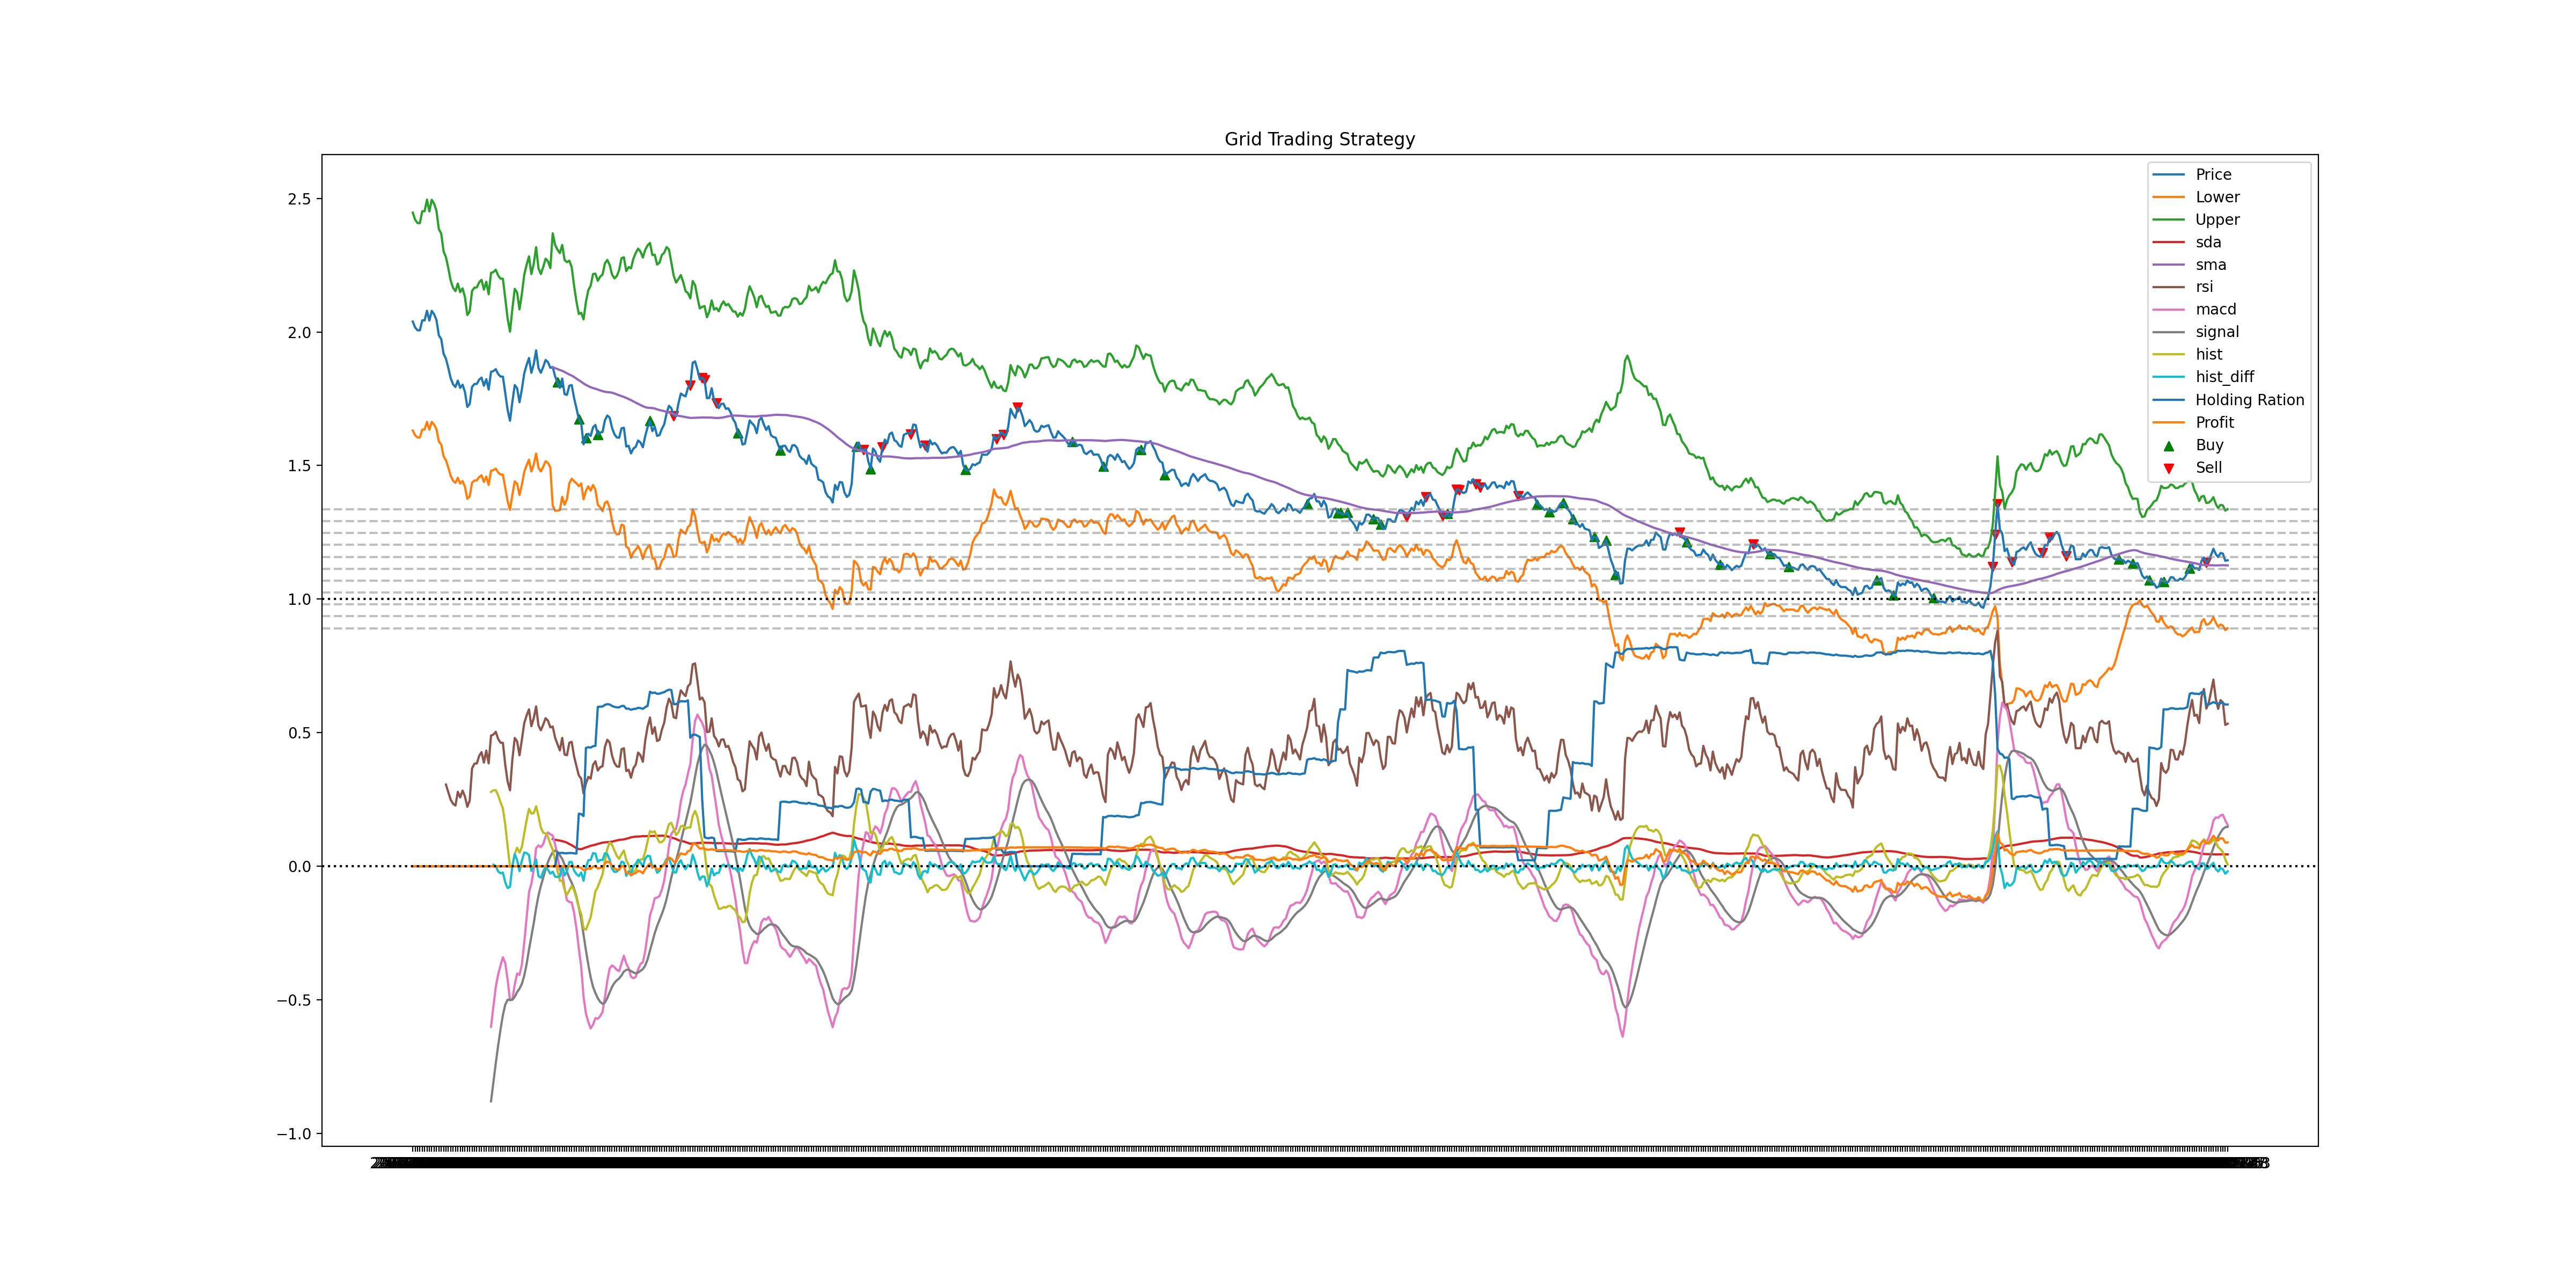 Grid Trading Strategy
2.5
2.0
1.5
1.0
0.5
0.0
−0.5
−1.0
Price
Lower
Upper
sda
sma
rsi
macd
signal
hist
hist_diff
Holding Ration
Profit
Buy
Sell